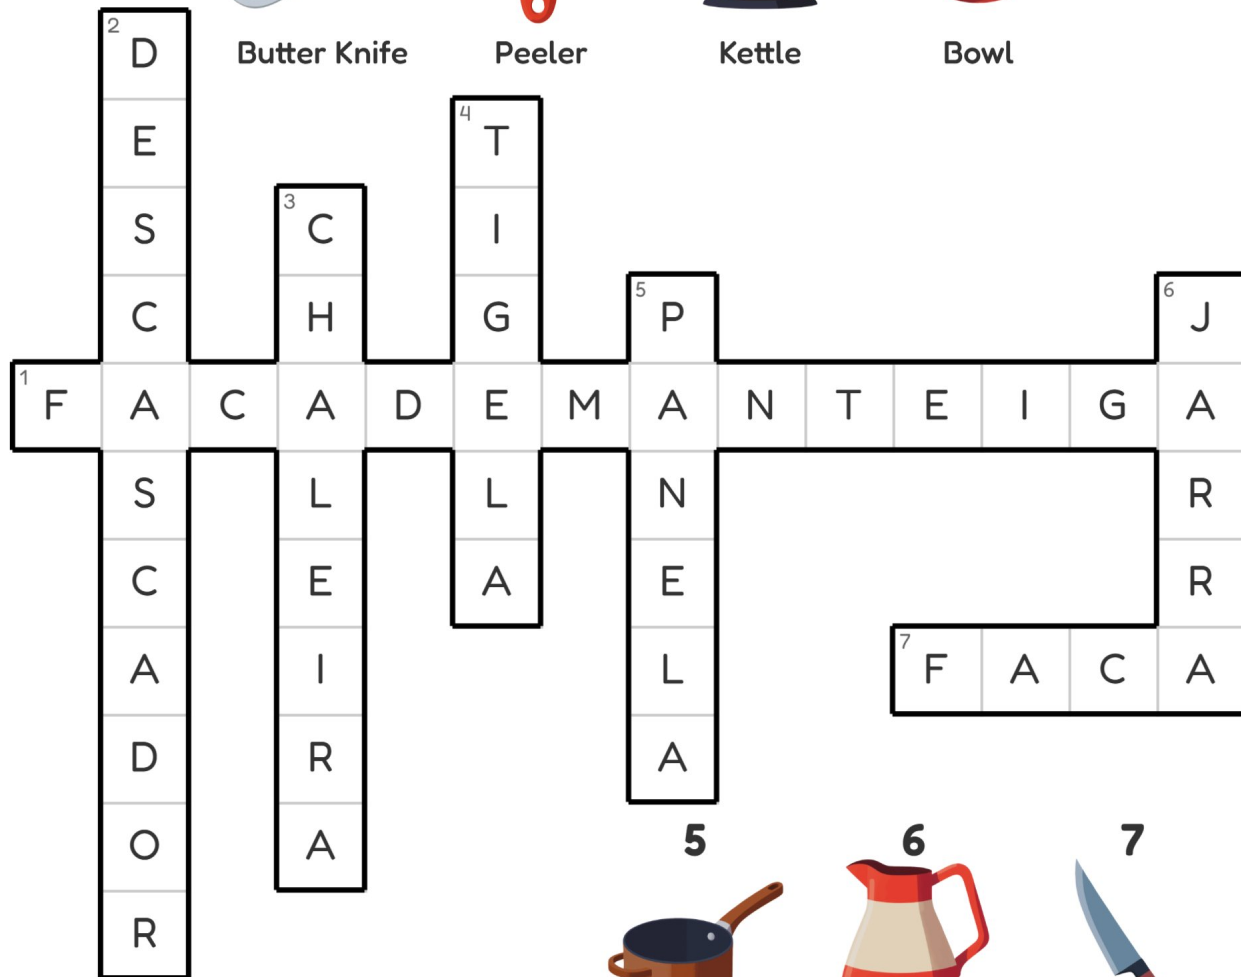 Butter Knife Peeler Kettle Bowl
2 D
E 4 T
S 3 C I
C H G 5 P 6 J
1 F A C A D E M A N T E I G A
S L L N R
C E A E R
A I L 7 F A C A
D R A
O A 5 6 7
R